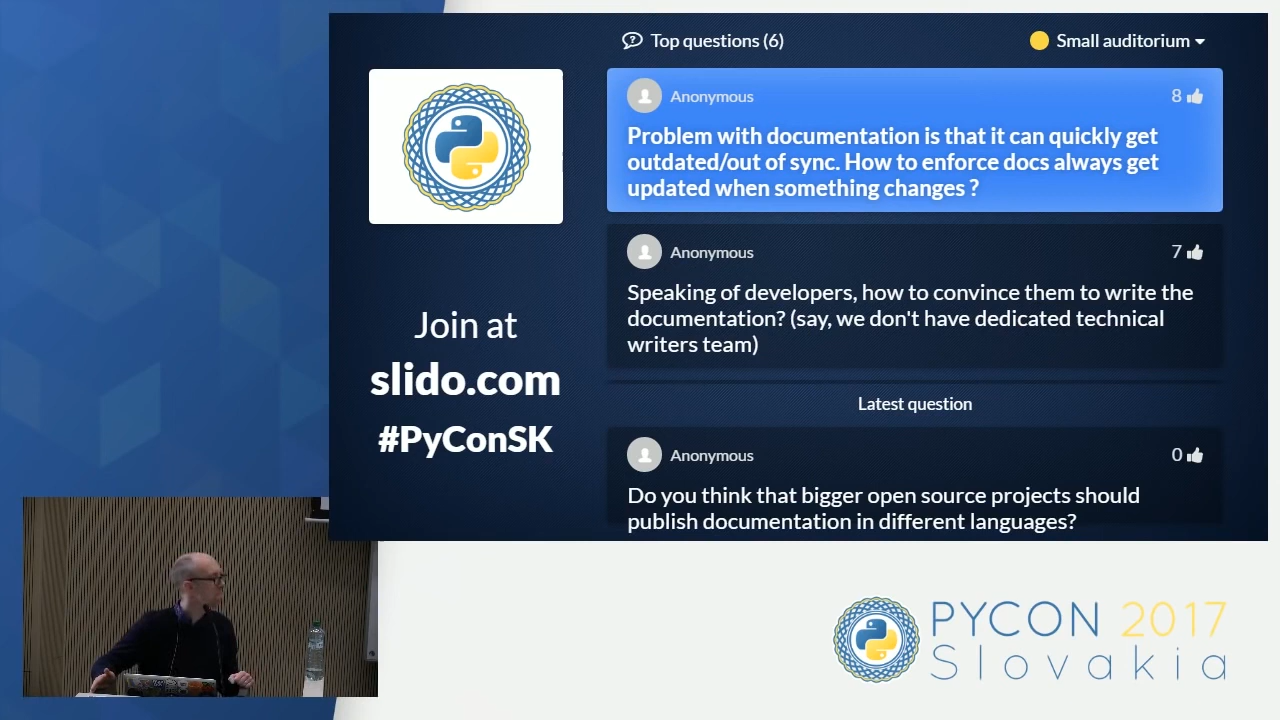 Top questions (6)
Small auditorium
Anonymous
8
Problem with documentation is that it can quickly get
outdated/out of sync. How to enforce docs always get
updated when something changes ?
Anonymous
7
Speaking of developers, how to convince them to write the
documentation? (say, we don't have dedicated technical
writers team)
Latest question
Anonymous
0
Do you think that bigger open source projects should
publish documentation in different languages?
Join at
slido.com
#PyConSK
PYCON 2017
Slovakia